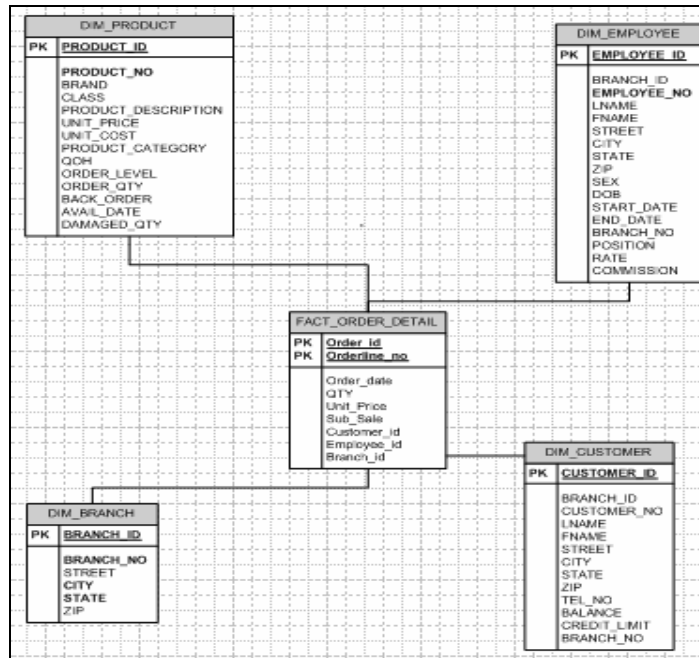 DIM_PRODUCT
PK PRODUCT_ID
PRODUCT_NO
BRAND
CLASS
PRODUCT_DESCRIPTION
UNIT_PRICE
UNIT_COST
PRODUCT_CATEGORY
QOH
ORDER_LEVEL
ORDER_QTY
BACK_ORDER
AVAIL_DATE
DAMAGED_QTY
DIM_EMPLOYEE
PK EMPLOYEE_ID
BRANCH_ID
EMPLOYEE_NO
LNAME
FNAME
STREET
CITY
STATE
ZIP
SEX
DOB
START_DATE
END_DATE
BRANCH_NO
POSITION
RATE
COMMISSION
FACT_ORDER_DETAIL
PK Order_id
PK Orderline_no
Order_date
QTY
Unit_Price
Sub_Sale
Customer_id
Employee_id
Branch_id
DIM_BRANCH
PK BRANCH_ID
BRANCH_NO
STREET
CITY
STATE
ZIP
DIM_CUSTOMER
PK CUSTOMER_ID
BRANCH_ID
CUSTOMER_NO
LNAME
FNAME
STREET
CITY
STATE
ZIP
TEL_NO
BALANCE
CREDIT_LIMIT
BRANCH_NO